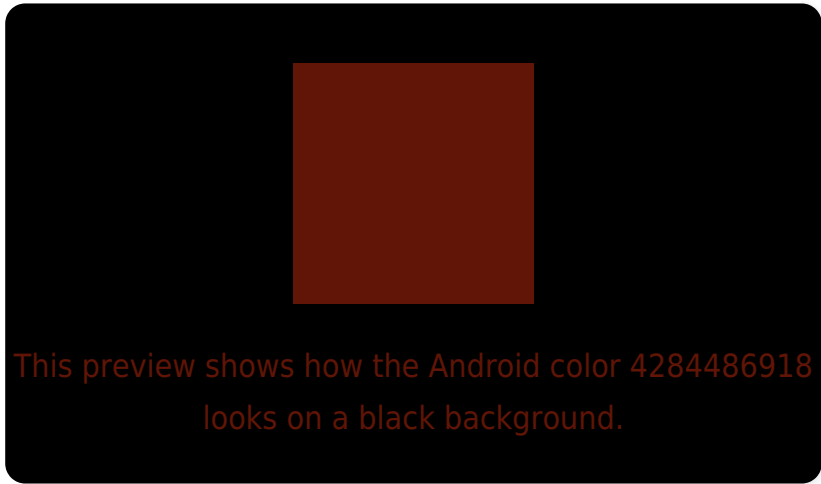 This preview shows how the Android color 4284486918
looks on a black background.